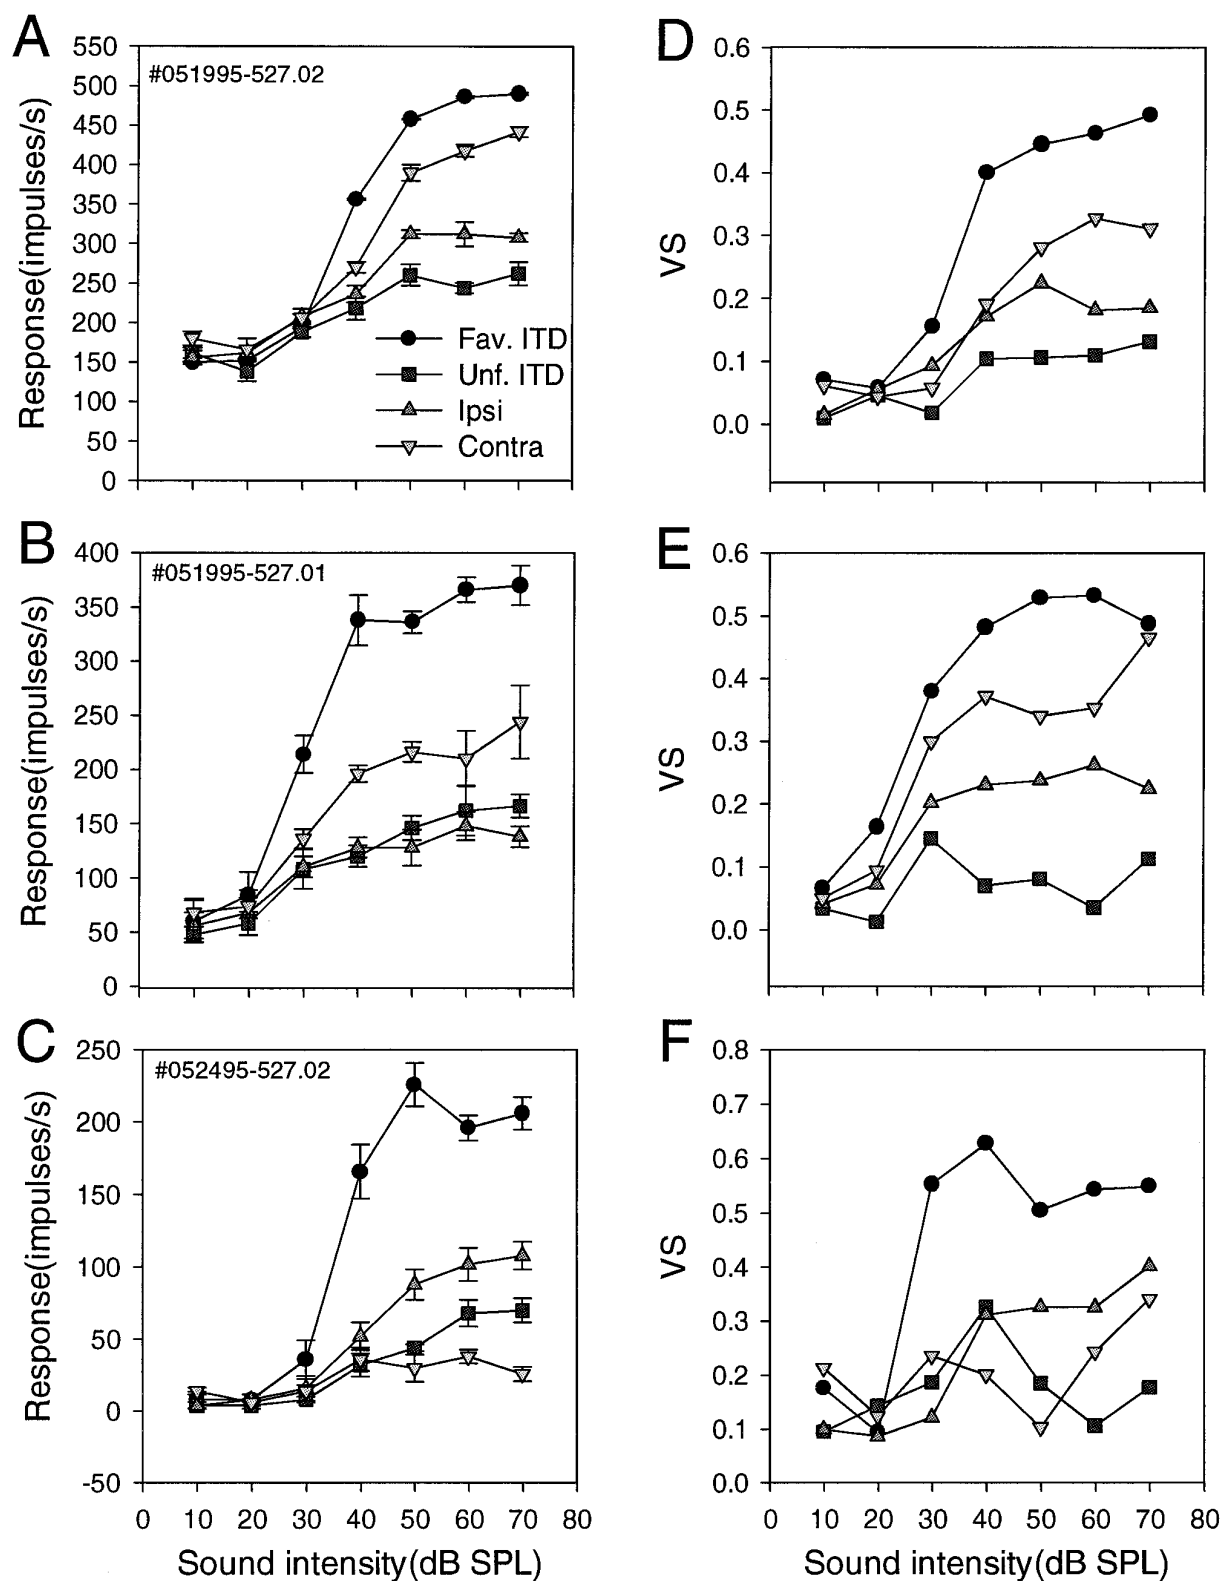 A
#051995-527.02
Response(impulses/s)
550
500
450
400
350
300
250
200
150
100
50
0
Fav. ITD
Unf. ITD
Ipsi
Contra
D
VS
0.6
0.5
0.4
0.3
0.2
0.1
0.0
B
#051995-527.01
Response(impulses/s)
400
350
300
250
200
150
100
50
0
E
VS
0.6
0.5
0.4
0.3
0.2
0.1
0.0
C
#052495-527.02
Response(impulses/s)
250
200
150
100
50
0
-50
0 10 20 30 40 50 60 70 80
Sound intensity(dB SPL)
F
VS
0.8
0.7
0.6
0.5
0.4
0.3
0.2
0.1
0.0
0 10 20 30 40 50 60 70 80
Sound intensity(dB SPL)